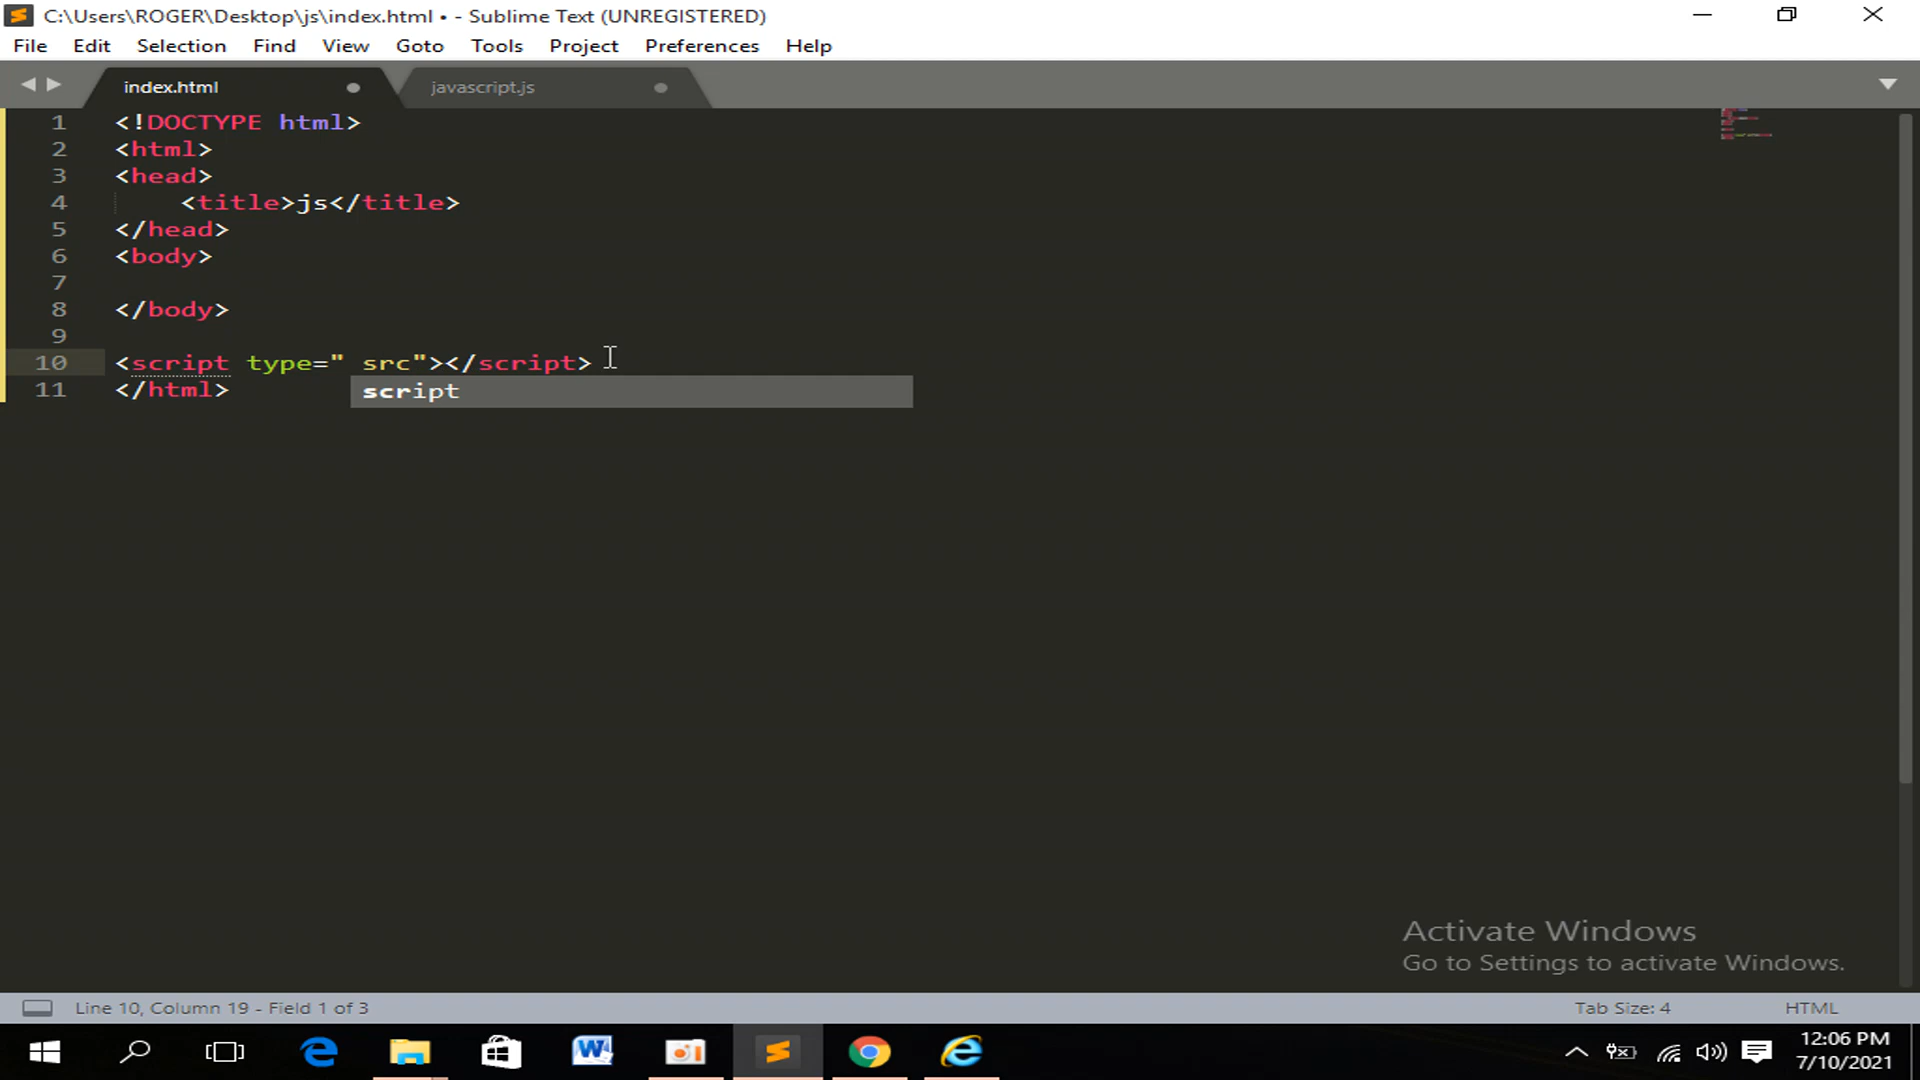 C:\Users\ROGER\Desktop\js\index.html • - Sublime Text (UNREGISTERED)
File Edit Selection Find View Goto Tools Project Preferences Help
index.html javascript.js
1 <!DOCTYPE html>
2 <html>
3 <head>
4 <title>js</title>
5 </head>
6 <body>
7
8 </body>
9
10 <script type=" src"></script>
11 </html>
script
Activate Windows
Go to Settings to activate Windows.
Line 10, Column 19 - Field 1 of 3 Tab Size: 4 HTML
12:06 PM
7/10/2021